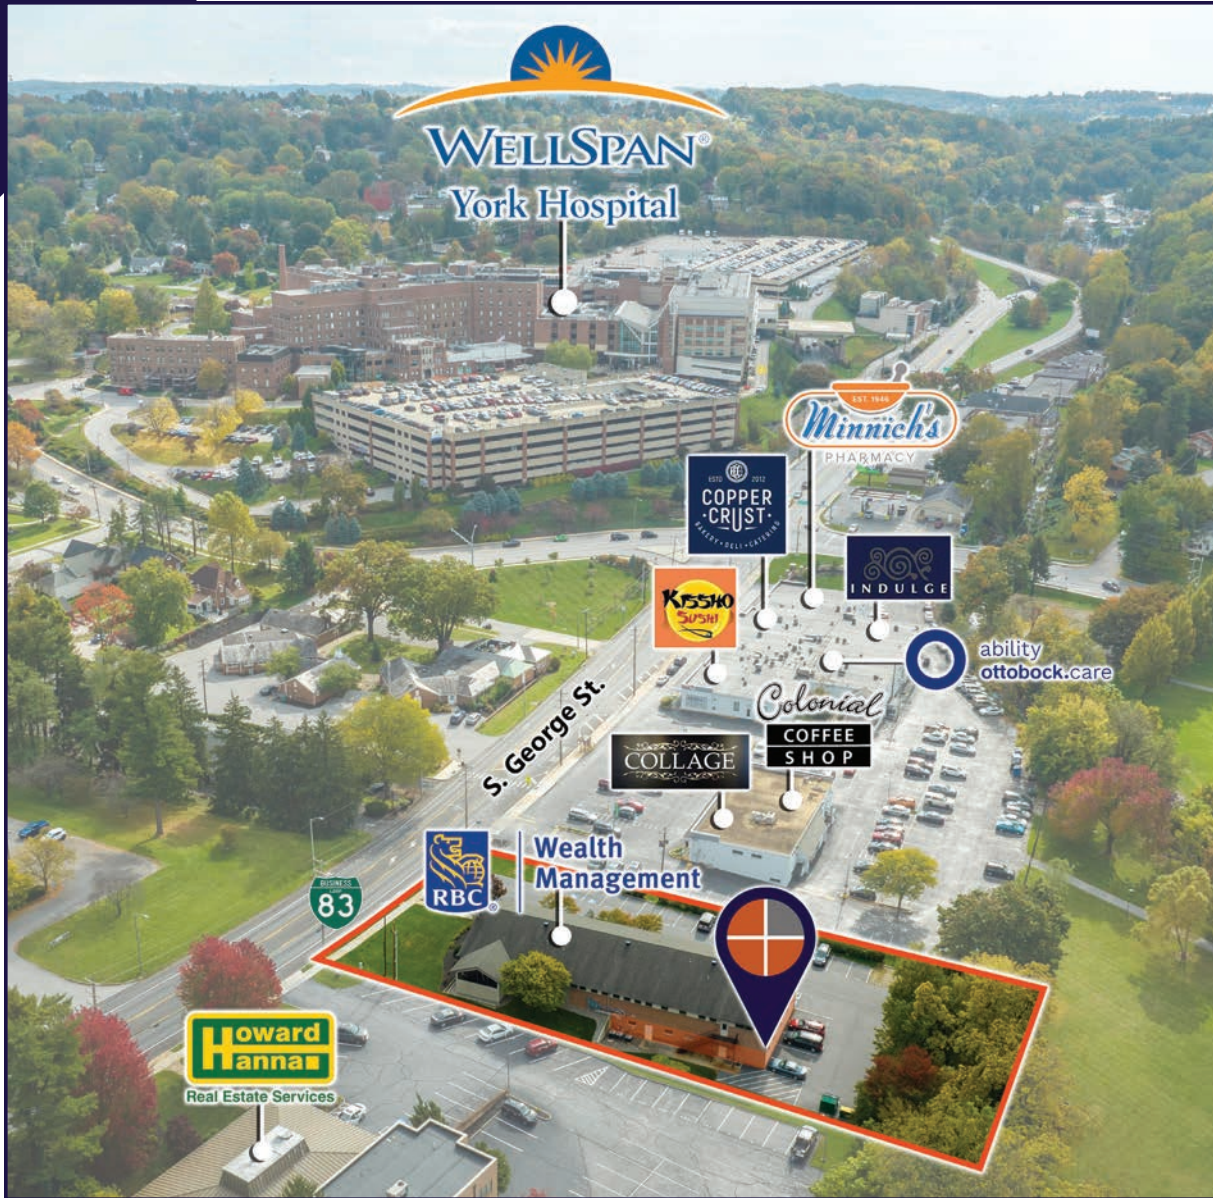 WELLSPAN®
York Hospital
EST. 1946
Minnich's
PHARMACY
ESTD 2012
COPPER
CRUST
BAKERY • DELI • CATERING
INDULGE
KISSHO
SUSHI
ability
ottobock.care
Colonial
COFFEE
SHOP
COLLAGE
S. George St.
RBC®
Wealth
Management
BUSINESS
LOOP
83
Howard
Hanna
Real Estate Services